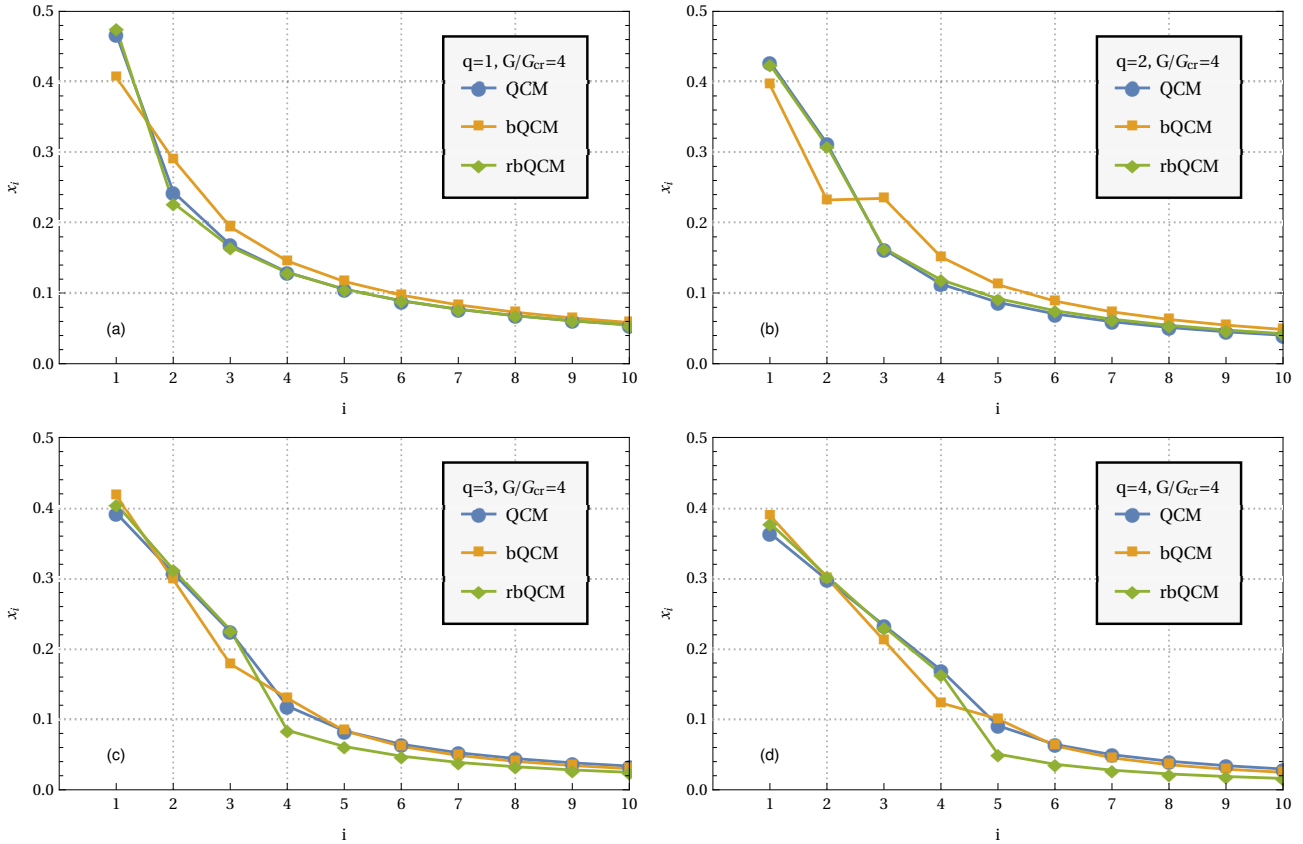 0.5
0.4
0.3
0.2
0.1
0.0
x_i
q=1, G/G_cr=4
QCM
bQCM
rbQCM
(a)
1 2 3 4 5 6 7 8 9 10
i
0.5
0.4
0.3
0.2
0.1
0.0
x_i
q=2, G/G_cr=4
QCM
bQCM
rbQCM
(b)
1 2 3 4 5 6 7 8 9 10
i
0.5
0.4
0.3
0.2
0.1
0.0
x_i
q=3, G/G_cr=4
QCM
bQCM
rbQCM
(c)
1 2 3 4 5 6 7 8 9 10
i
0.5
0.4
0.3
0.2
0.1
0.0
x_i
q=4, G/G_cr=4
QCM
bQCM
rbQCM
(d)
1 2 3 4 5 6 7 8 9 10
i